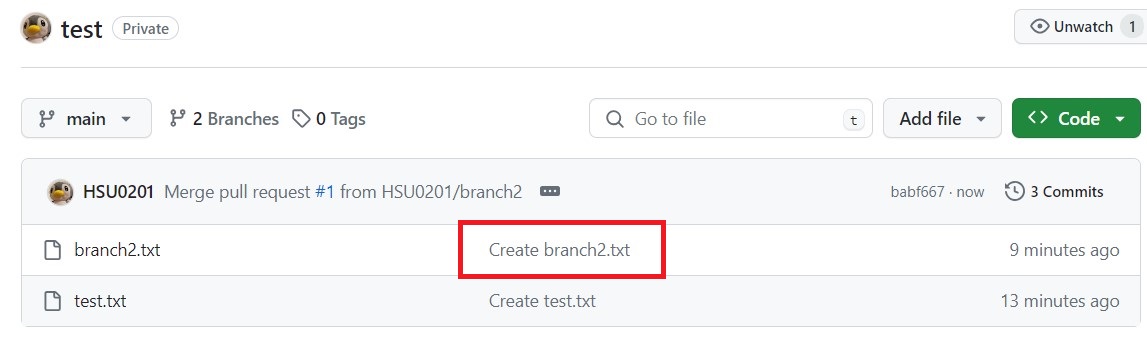 test Private Unwatch 1
main 2 Branches 0 Tags Go to file t Add file <> Code
HSU0201 Merge pull request #1 from HSU0201/branch2 babf667 · now 3 Commits
branch2.txt Create branch2.txt 9 minutes ago
test.txt Create test.txt 13 minutes ago